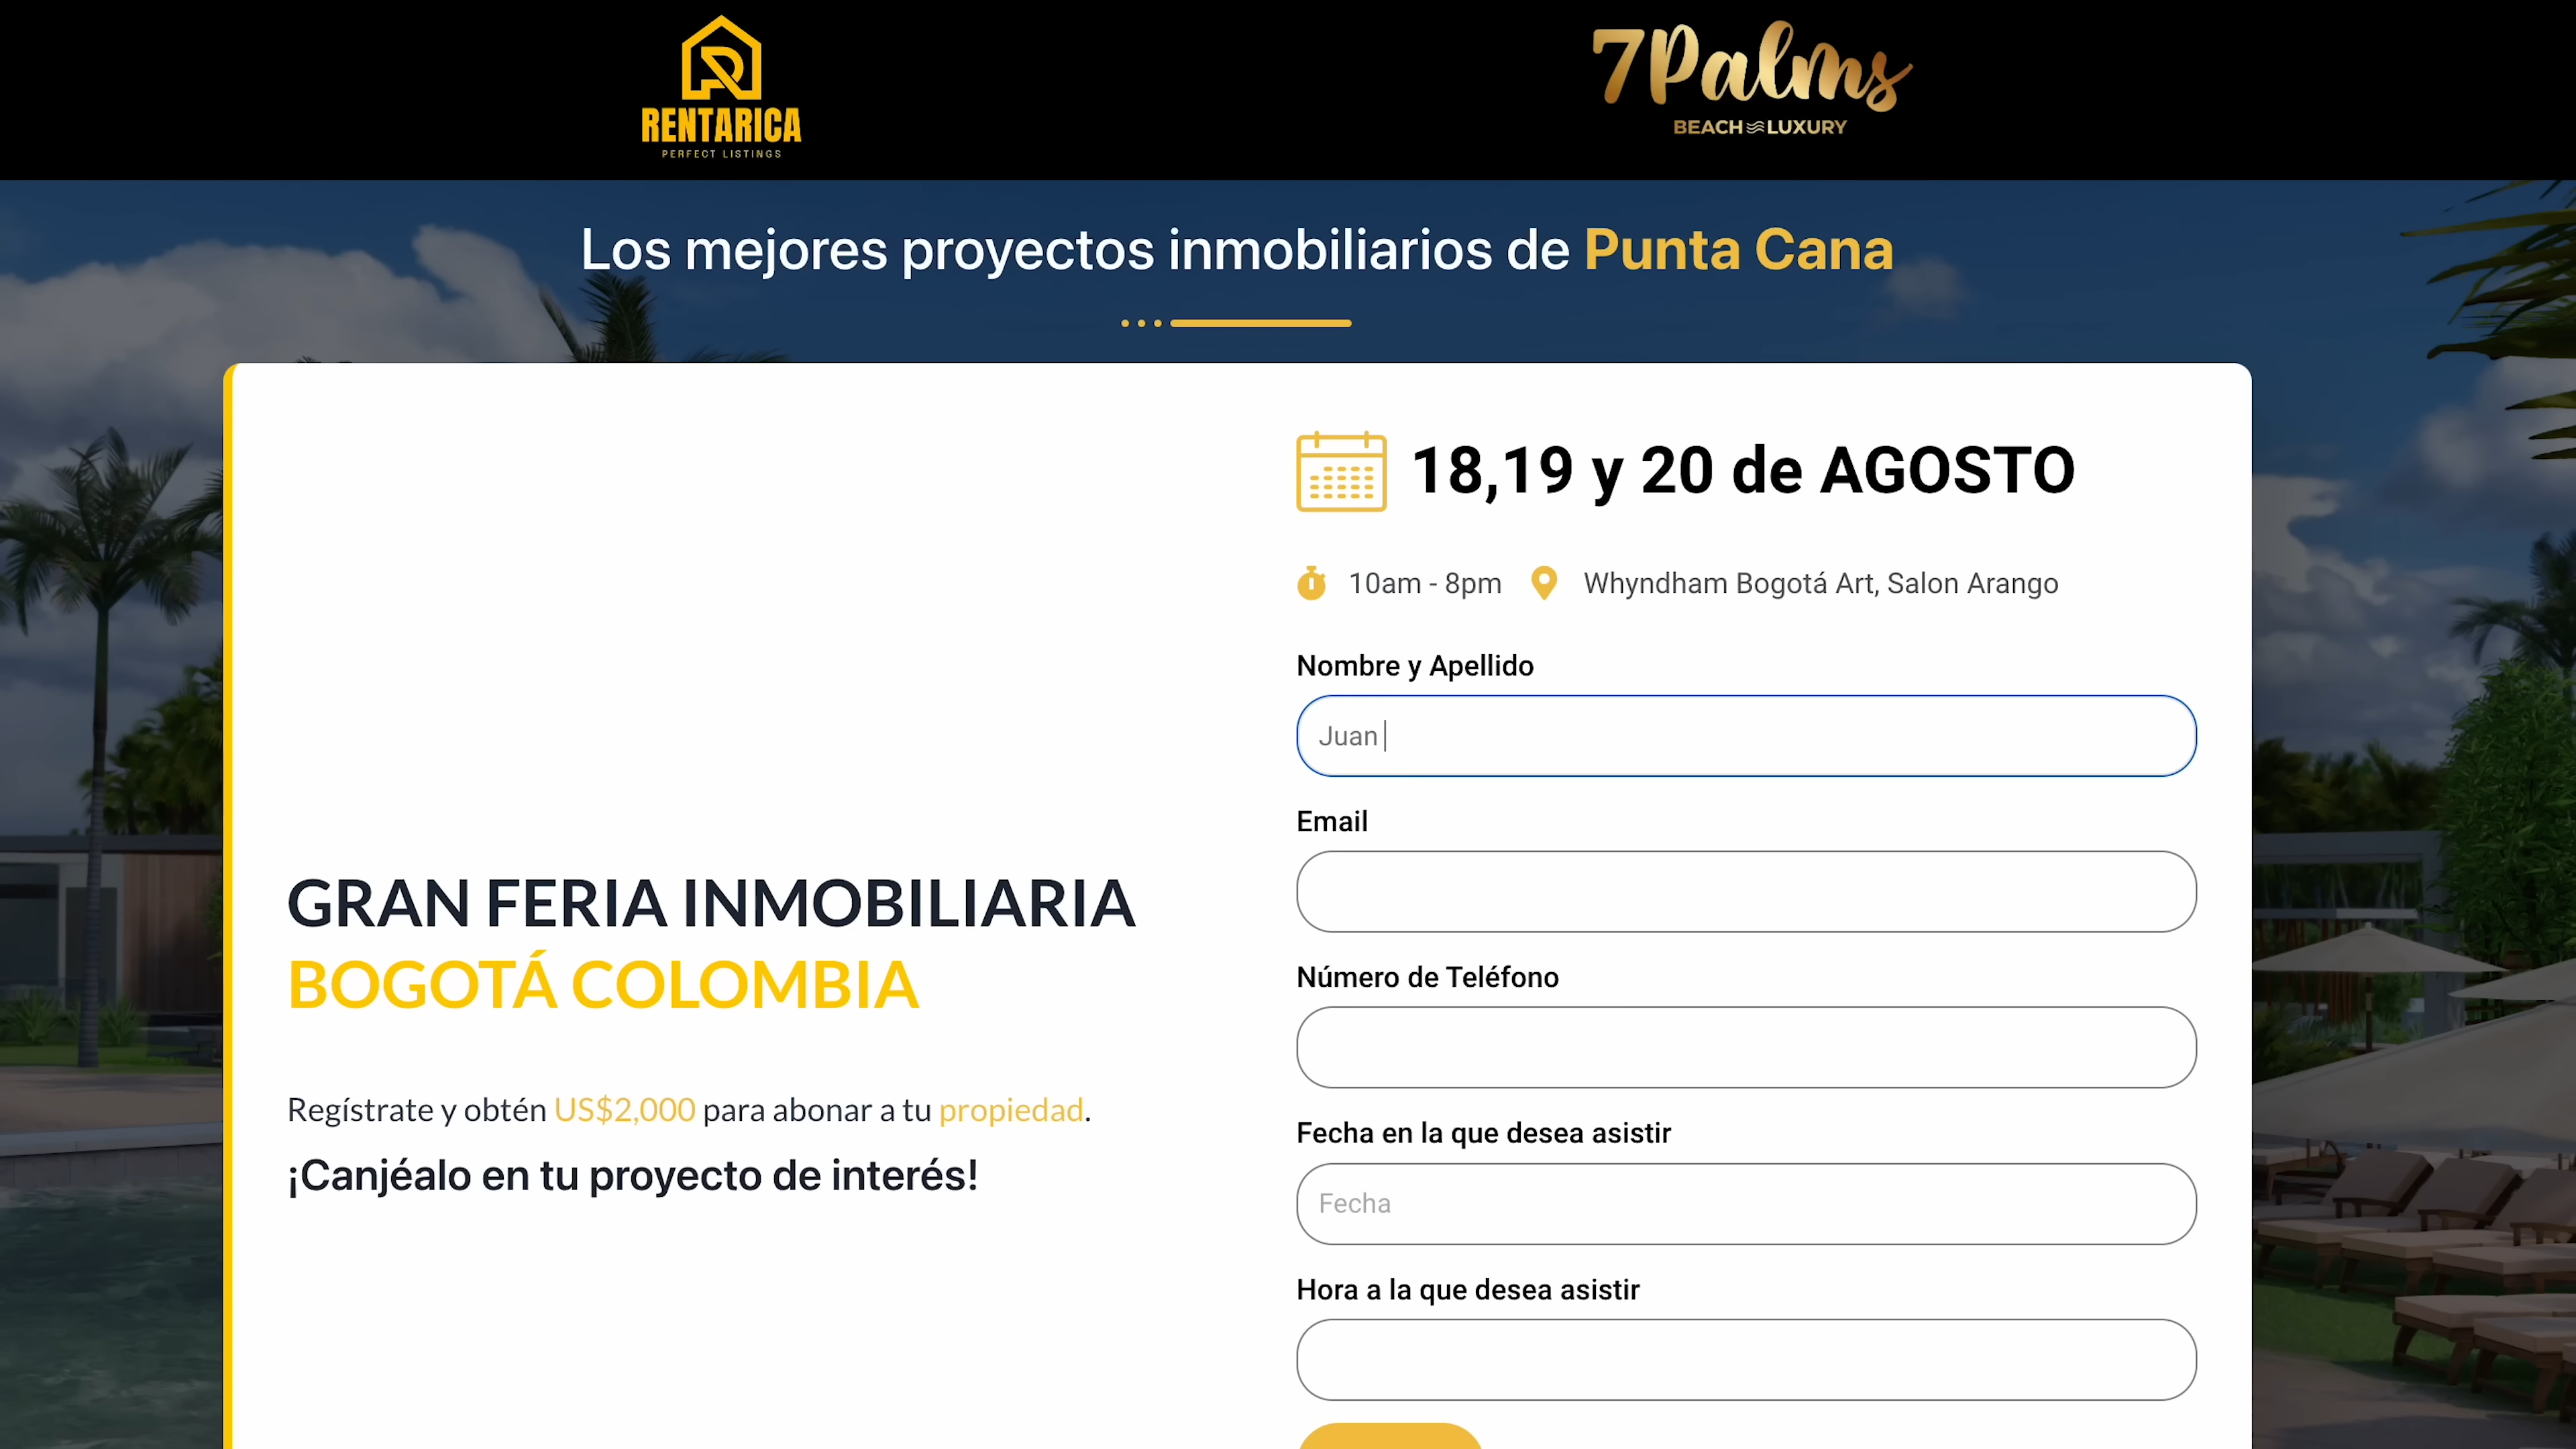 RENTARICA
PERFECT LISTINGS
7Palms
BEACH LUXURY
Los mejores proyectos inmobiliarios de Punta Cana
GRAN FERIA INMOBILIARIA
BOGOTÁ COLOMBIA
Regístrate y obtén US$2,000 para abonar a tu propiedad.
¡Canjéalo en tu proyecto de interés!
18,19 y 20 de AGOSTO
10am - 8pm Whyndham Bogotá Art, Salon Arango
Nombre y Apellido
Juan
Email
Número de Teléfono
Fecha en la que desea asistir
Fecha
Hora a la que desea asistir